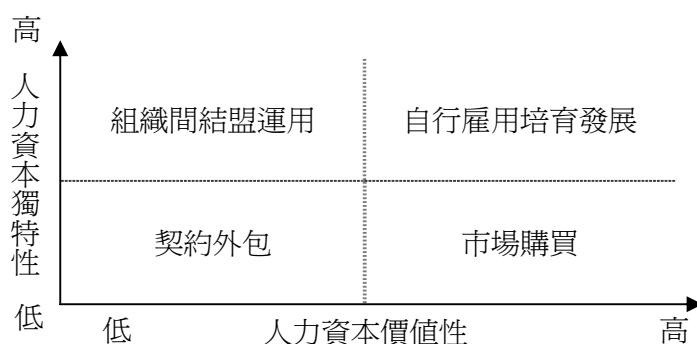 高
人力資本獨特性
組織間結盟運用
自行雇用培育發展
契約外包
市場購買
低
低
人力資本價值性
高